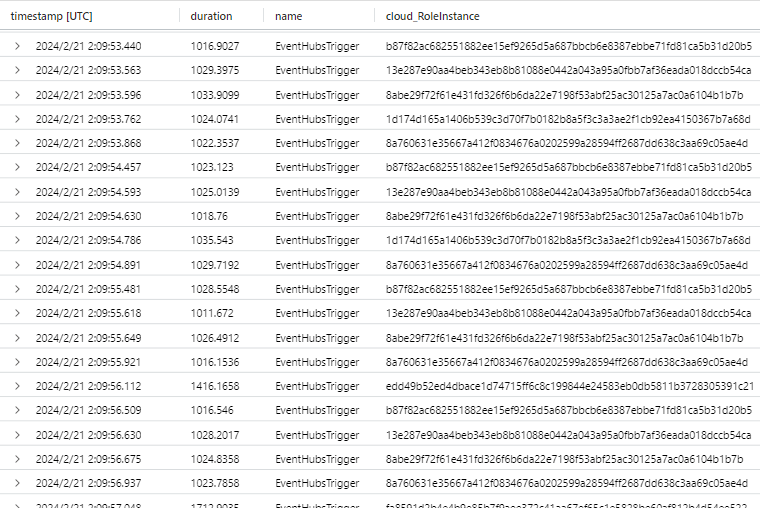 timestamp [UTC] duration name cloud_RoleInstance
2024/2/21 2:09:53.440 1016.9027 EventHubsTrigger b87f82ac682551882ee15ef9265d5a687bbcb6e8387ebbe71fd81ca5b31d20b5
2024/2/21 2:09:53.563 1029.3975 EventHubsTrigger 13e287e90aa4beb343eb8b81088e0442a043a95a0fbb7af36eada018dccb54ca
2024/2/21 2:09:53.596 1033.9099 EventHubsTrigger 8abe29f72f61e431fd326f6b6da22e7198f53abf25ac30125a7ac0a6104b1b7b
2024/2/21 2:09:53.762 1024.0741 EventHubsTrigger 1d174d165a1406b539c3d70f7b0182b8a5f3c3a3ae2f1cb92ea4150367b7a68d
2024/2/21 2:09:53.868 1022.3537 EventHubsTrigger 8a760631e35667a412f0834676a0202599a28594ff2687dd638c3aa69c05ae4d
2024/2/21 2:09:54.457 1023.123 EventHubsTrigger b87f82ac682551882ee15ef9265d5a687bbcb6e8387ebbe71fd81ca5b31d20b5
2024/2/21 2:09:54.593 1025.0139 EventHubsTrigger 13e287e90aa4beb343eb8b81088e0442a043a95a0fbb7af36eada018dccb54ca
2024/2/21 2:09:54.630 1018.76 EventHubsTrigger 8abe29f72f61e431fd326f6b6da22e7198f53abf25ac30125a7ac0a6104b1b7b
2024/2/21 2:09:54.786 1035.543 EventHubsTrigger 1d174d165a1406b539c3d70f7b0182b8a5f3c3a3ae2f1cb92ea4150367b7a68d
2024/2/21 2:09:54.891 1029.7192 EventHubsTrigger 8a760631e35667a412f0834676a0202599a28594ff2687dd638c3aa69c05ae4d
2024/2/21 2:09:55.481 1028.5548 EventHubsTrigger b87f82ac682551882ee15ef9265d5a687bbcb6e8387ebbe71fd81ca5b31d20b5
2024/2/21 2:09:55.618 1011.672 EventHubsTrigger 13e287e90aa4beb343eb8b81088e0442a043a95a0fbb7af36eada018dccb54ca
2024/2/21 2:09:55.649 1026.4912 EventHubsTrigger 8abe29f72f61e431fd326f6b6da22e7198f53abf25ac30125a7ac0a6104b1b7b
2024/2/21 2:09:55.921 1016.1536 EventHubsTrigger 8a760631e35667a412f0834676a0202599a28594ff2687dd638c3aa69c05ae4d
2024/2/21 2:09:56.112 1416.1658 EventHubsTrigger edd49b52ed4dbace1d74715ff6c8c199844e24583eb0db5811b3728305391c21
2024/2/21 2:09:56.509 1016.546 EventHubsTrigger b87f82ac682551882ee15ef9265d5a687bbcb6e8387ebbe71fd81ca5b31d20b5
2024/2/21 2:09:56.630 1028.2017 EventHubsTrigger 13e287e90aa4beb343eb8b81088e0442a043a95a0fbb7af36eada018dccb54ca
2024/2/21 2:09:56.675 1024.8358 EventHubsTrigger 8abe29f72f61e431fd326f6b6da22e7198f53abf25ac30125a7ac0a6104b1b7b
2024/2/21 2:09:56.937 1023.7858 EventHubsTrigger 8a760631e35667a412f0834676a0202599a28594ff2687dd638c3aa69c05ae4d
2024/2/21 2:09:57.048 1712.9035 EventHubsTrigger